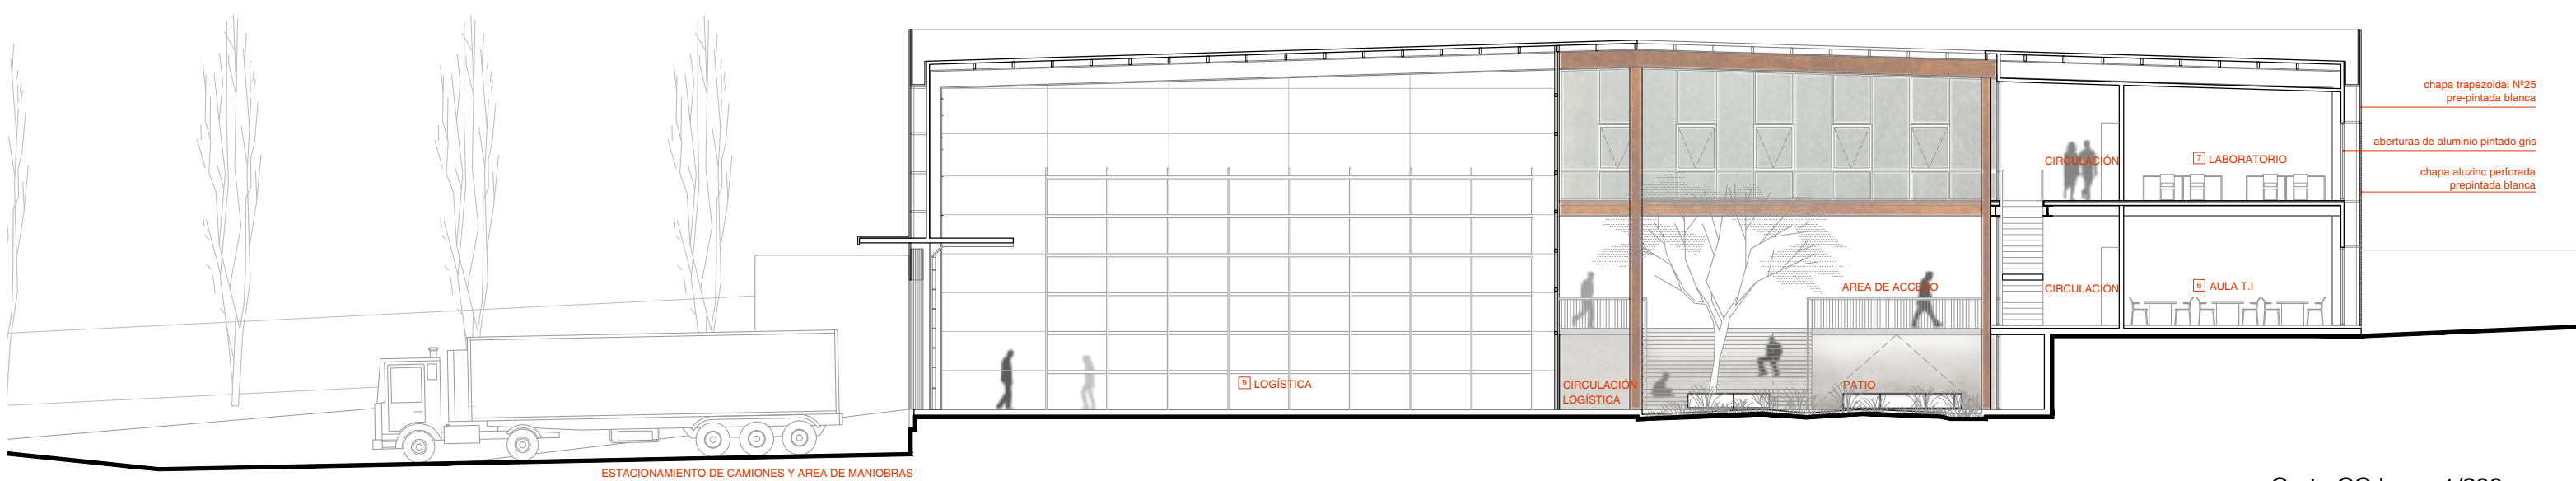 chapa trapezoidal Nº25
pre-pintada blanca
aberturas de aluminio pintado gris
chapa aluzinc perforada
prepintada blanca
CIRCULACIÓN
7 LABORATORIO
AREA DE ACCESO
CIRCULACIÓN
6 AULA T.I
9 LOGÍSTICA
CIRCULACIÓN
LOGÍSTICA
PATIO
ESTACIONAMIENTO DE CAMIONES Y AREA DE MANIOBRAS